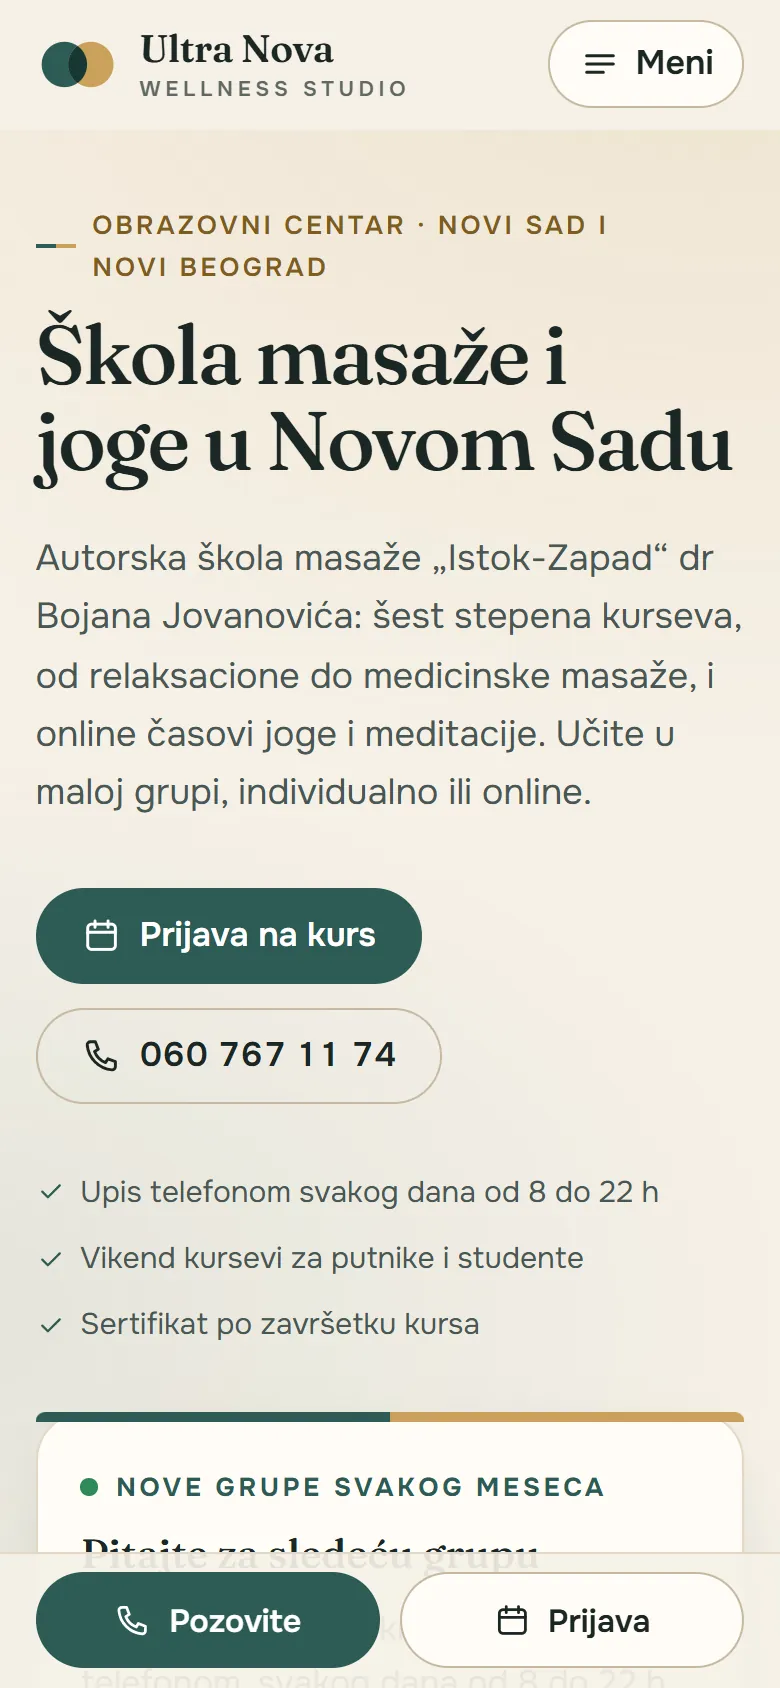 Ultra Nova
WELLNESS STUDIO
Meni
OBRAZOVNI CENTAR · NOVI SAD I
NOVI BEOGRAD
Škola masaže i
joge u Novom Sadu
Autorska škola masaže „Istok-Zapad“ dr
Bojana Jovanovića: šest stepena kurseva,
od relaksacione do medicinske masaže, i
online časovi joge i meditacije. Učite u
maloj grupi, individualno ili online.
Prijava na kurs
060 767 11 74
Upis telefonom svakog dana od 8 do 22 h
Vikend kursevi za putnike i studente
Sertifikat po završetku kursa
NOVE GRUPE SVAKOG MESECA
Pitajte za sledeću grupu
Pozovite
Prijava
telefonom, svakog dana od 8 do 22 h